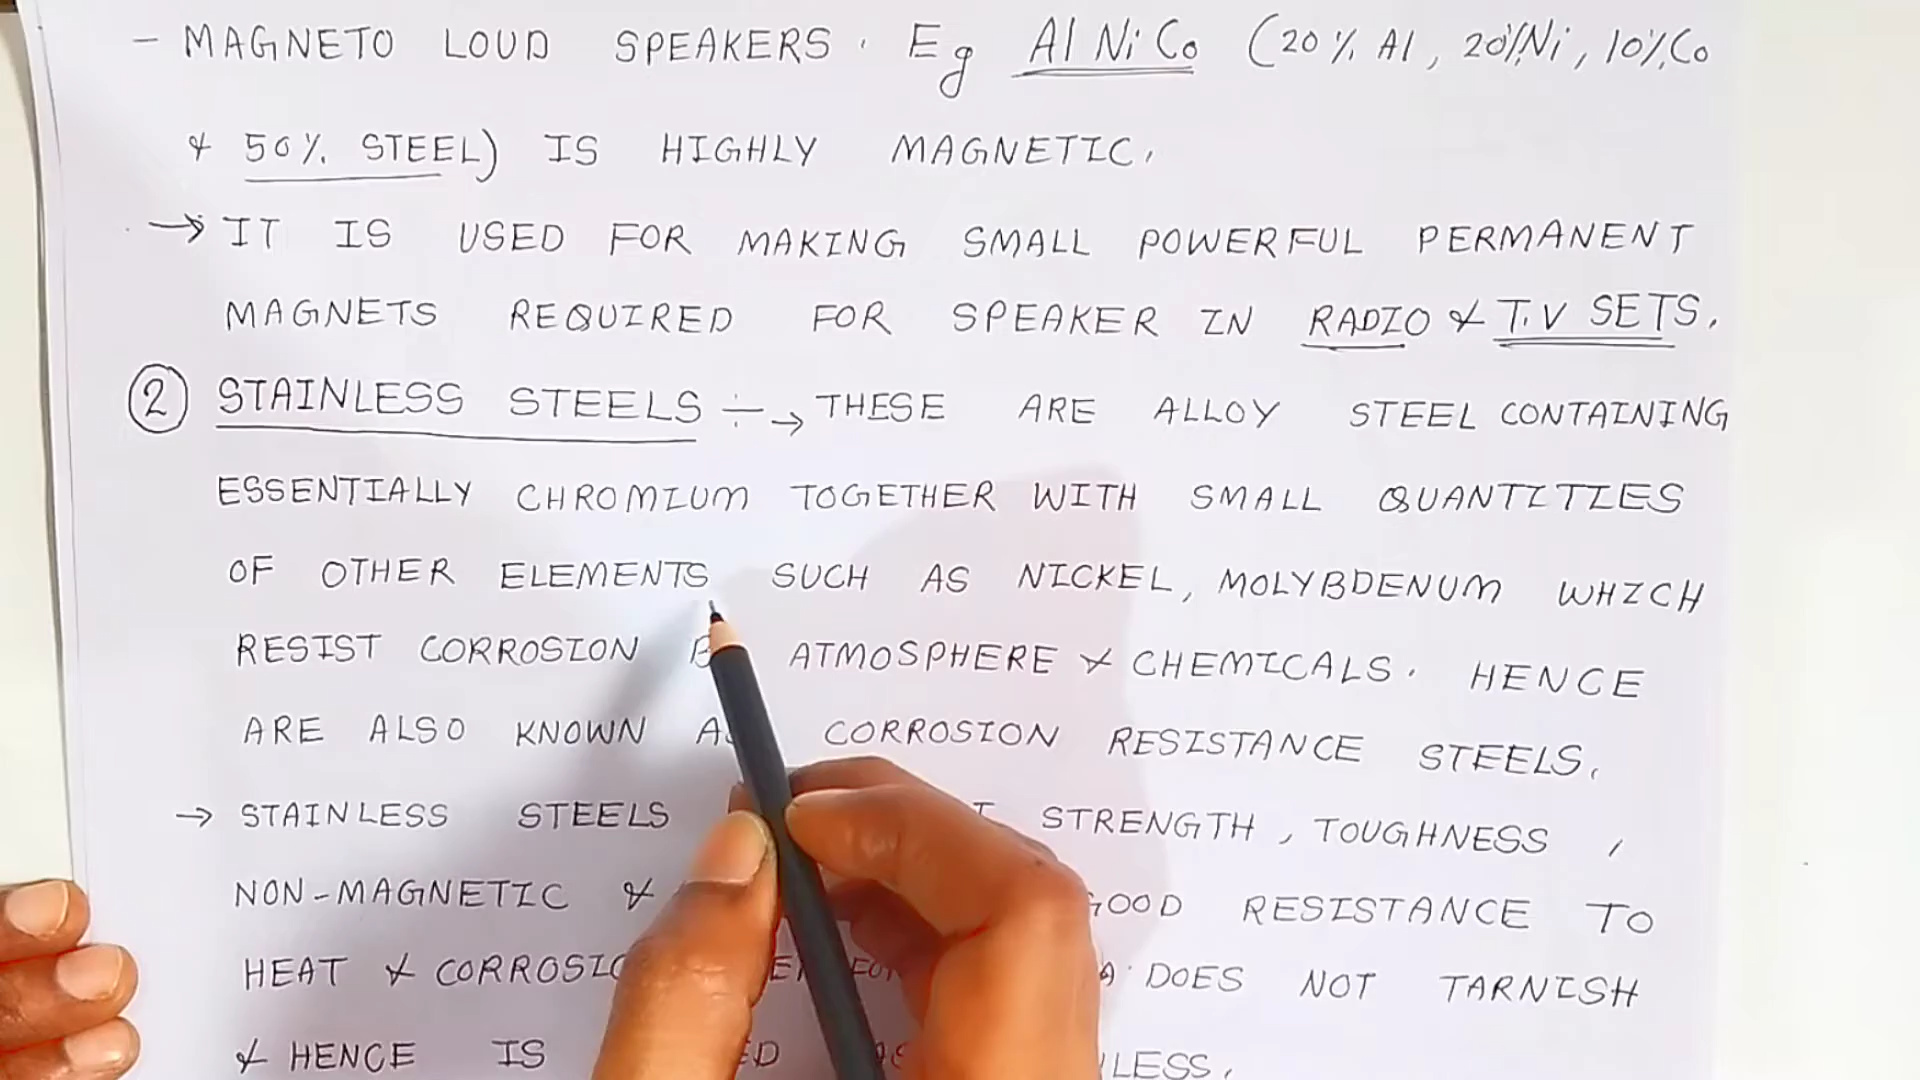 - MAGNETO LOUD SPEAKERS. Eg AlNiCo (20% Al, 20% Ni, 10% Co
& 50% STEEL) IS HIGHLY MAGNETIC.
→ IT IS USED FOR MAKING SMALL POWERFUL PERMANENT
MAGNETS REQUIRED FOR SPEAKER IN RADIO & T.V SETS.
② STAINLESS STEELS ÷→ THESE ARE ALLOY STEEL CONTAINING
ESSENTIALLY CHROMIUM TOGETHER WITH SMALL QUANTITIES
OF OTHER ELEMENTS SUCH AS NICKEL, MOLYBDENUM WHICH
RESIST CORROSION ATMOSPHERE & CHEMICALS. HENCE
ARE ALSO KNOWN AS CORROSION RESISTANCE STEELS.
→ STAINLESS STEELS STRENGTH, TOUGHNESS,
NON-MAGNETIC & GOOD RESISTANCE TO
HEAT & DOES NOT TARNISH
& HENCE IS